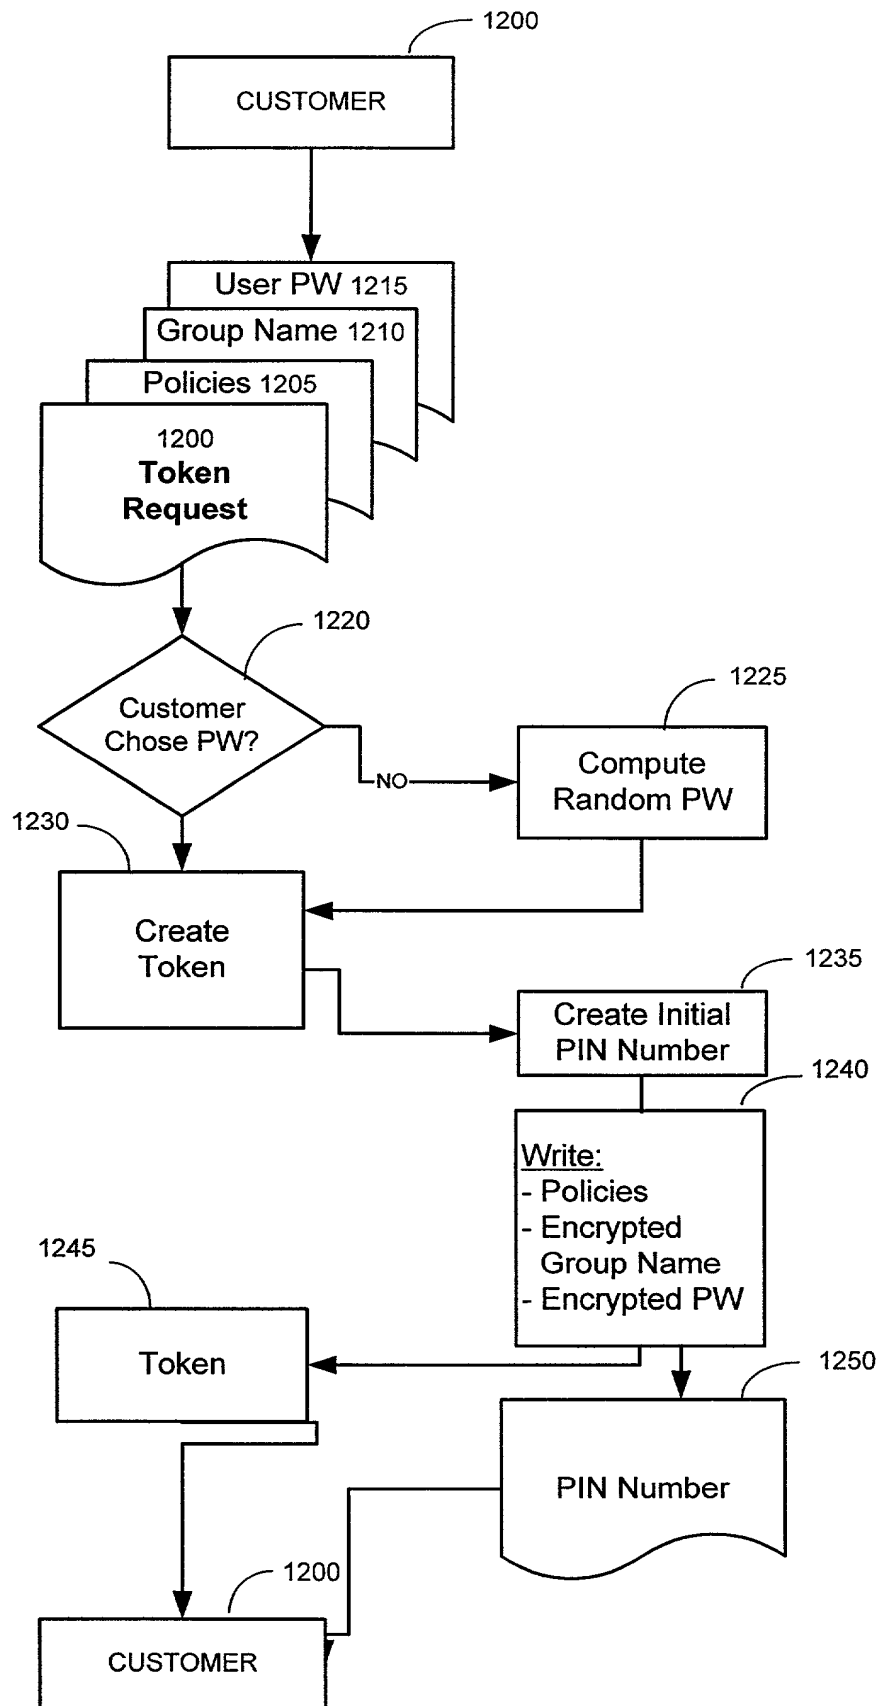 1200
CUSTOMER
User PW 1215
Group Name 1210
Policies 1205
1200
Token
Request
1220
Customer
Chose PW?
NO
1225
Compute
Random PW
1230
Create
Token
1235
Create Initial
PIN Number
1240
Write:
- Policies
- Encrypted
Group Name
- Encrypted PW
1245
Token
1250
PIN Number
1200
CUSTOMER